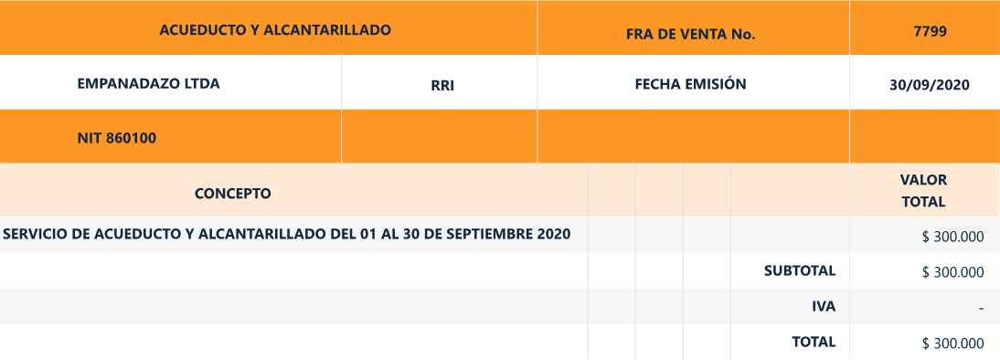 ACUEDUCTO Y ALCANTARILLADO FRA DE VENTA No. 7799
EMPANADAZO LTDA RRI FECHA EMISIÓN 30/09/2020
NIT 860100
CONCEPTO VALOR TOTAL
SERVICIO DE ACUEDUCTO Y ALCANTARILLADO DEL 01 AL 30 DE SEPTIEMBRE 2020 $ 300.000
SUBTOTAL $ 300.000
IVA -
TOTAL $ 300.000